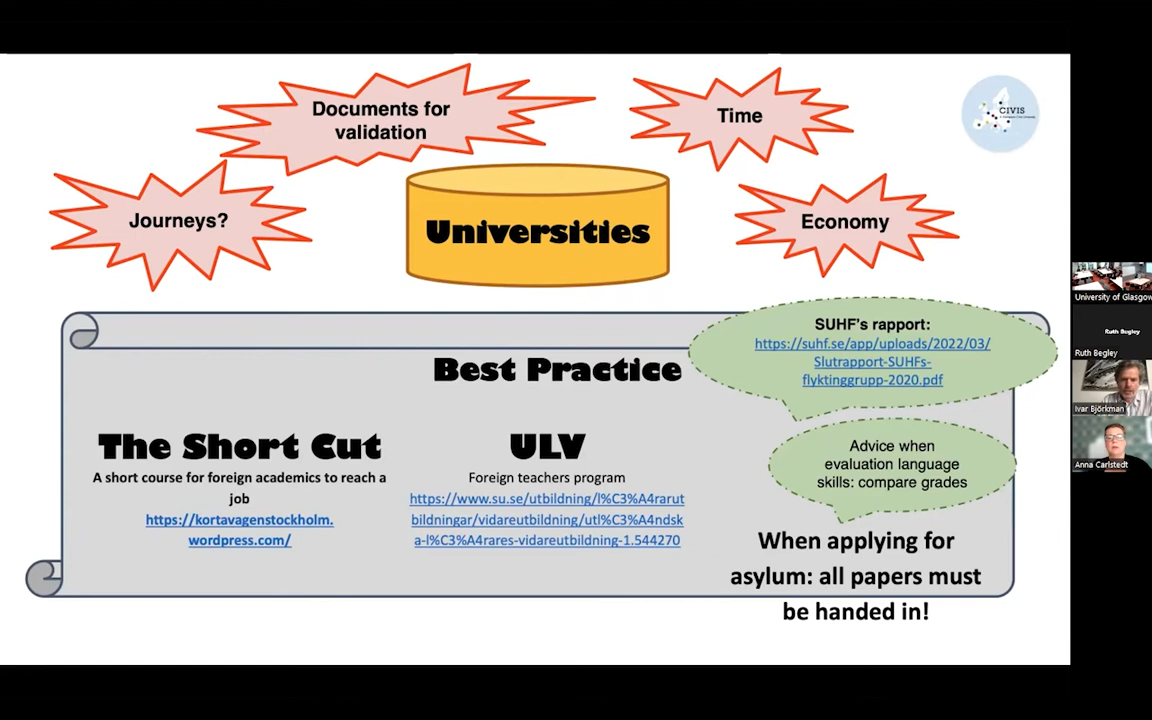 Documents for
validation
Time
CIVIS
Journeys?
Universities
Economy
SUHF's rapport:
https://suhf.se/app/uploads/2022/03/
Slutrapport-SUHFs-
flyktinggrupp-2020.pdf
Best Practice
The Short Cut
A short course for foreign academics to reach a
job
https://kortavagenstockholm.
wordpress.com/
ULV
Foreign teachers program
https://www.su.se/utbildning/l%C3%A4rarut
bildningar/vidareutbildning/utl%C3%A4ndsk
a-l%C3%A4rares-vidareutbildning-1.544270
Advice when
evaluation language
skills: compare grades
When applying for
asylum: all papers must
be handed in!
University of Glasgow
Ruth Begley
Ruth Begley
Ivar Björkman
Anna Carlstedt